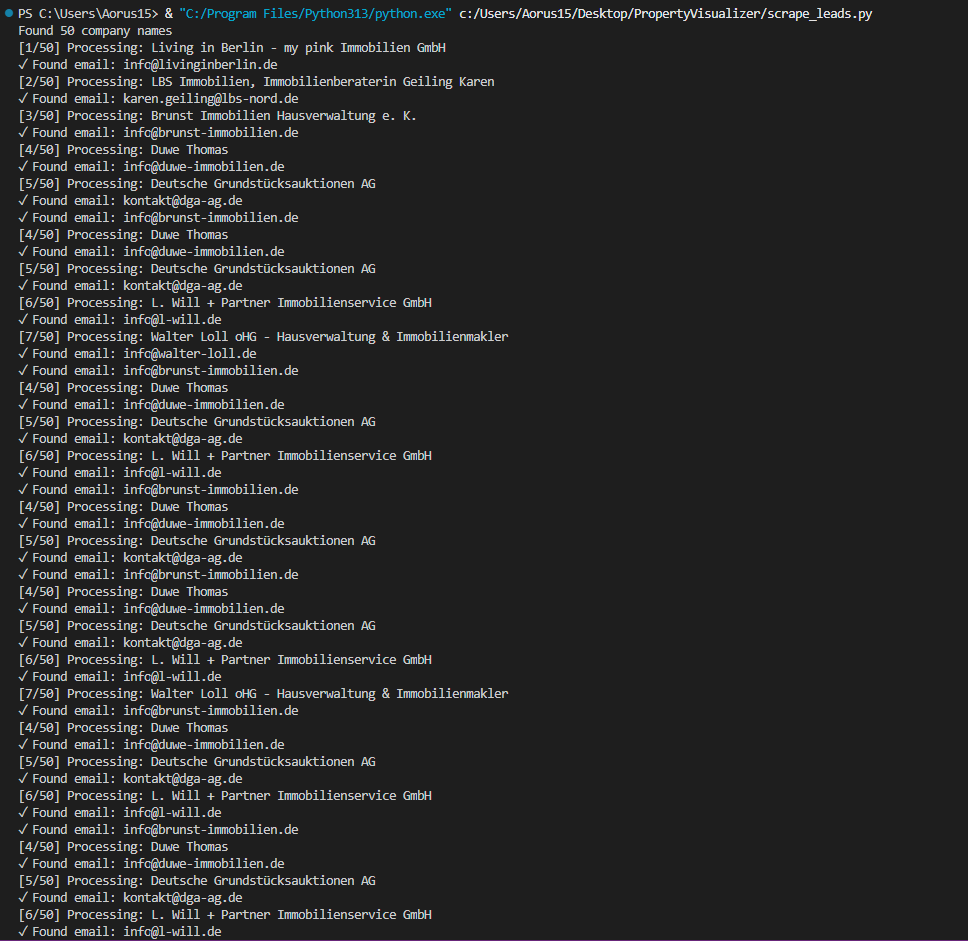 PS C:\Users\Aorus15> & "C:/Program Files/Python313/python.exe" c:/Users/Aorus15/Desktop/PropertyVisualizer/scrape_leads.py
Found 50 company names
[1/50] Processing: Living in Berlin - my pink Immobilien GmbH
✓ Found email: info@livinginberlin.de
[2/50] Processing: LBS Immobilien, Immobilienberaterin Geiling Karen
✓ Found email: karen.geiling@lbs-nord.de
[3/50] Processing: Brunst Immobilien Hausverwaltung e. K.
✓ Found email: info@brunst-immobilien.de
[4/50] Processing: Duwe Thomas
✓ Found email: info@duwe-immobilien.de
[5/50] Processing: Deutsche Grundstücksauktionen AG
✓ Found email: kontakt@dga-ag.de
✓ Found email: info@brunst-immobilien.de
[4/50] Processing: Duwe Thomas
✓ Found email: info@duwe-immobilien.de
[5/50] Processing: Deutsche Grundstücksauktionen AG
✓ Found email: kontakt@dga-ag.de
[6/50] Processing: L. Will + Partner Immobilienservice GmbH
✓ Found email: info@l-will.de
[7/50] Processing: Walter Loll oHG - Hausverwaltung & Immobilienmakler
✓ Found email: info@walter-loll.de
✓ Found email: info@brunst-immobilien.de
[4/50] Processing: Duwe Thomas
✓ Found email: info@duwe-immobilien.de
[5/50] Processing: Deutsche Grundstücksauktionen AG
✓ Found email: kontakt@dga-ag.de
[6/50] Processing: L. Will + Partner Immobilienservice GmbH
✓ Found email: info@l-will.de
✓ Found email: info@brunst-immobilien.de
[4/50] Processing: Duwe Thomas
✓ Found email: info@duwe-immobilien.de
[5/50] Processing: Deutsche Grundstücksauktionen AG
✓ Found email: kontakt@dga-ag.de
✓ Found email: info@brunst-immobilien.de
[4/50] Processing: Duwe Thomas
✓ Found email: info@duwe-immobilien.de
[5/50] Processing: Deutsche Grundstücksauktionen AG
✓ Found email: kontakt@dga-ag.de
[6/50] Processing: L. Will + Partner Immobilienservice GmbH
✓ Found email: info@l-will.de
[7/50] Processing: Walter Loll oHG - Hausverwaltung & Immobilienmakler
✓ Found email: info@brunst-immobilien.de
[4/50] Processing: Duwe Thomas
✓ Found email: info@duwe-immobilien.de
[5/50] Processing: Deutsche Grundstücksauktionen AG
✓ Found email: kontakt@dga-ag.de
[6/50] Processing: L. Will + Partner Immobilienservice GmbH
✓ Found email: info@l-will.de
✓ Found email: info@brunst-immobilien.de
[4/50] Processing: Duwe Thomas
✓ Found email: info@duwe-immobilien.de
[5/50] Processing: Deutsche Grundstücksauktionen AG
✓ Found email: kontakt@dga-ag.de
[6/50] Processing: L. Will + Partner Immobilienservice GmbH
✓ Found email: info@l-will.de